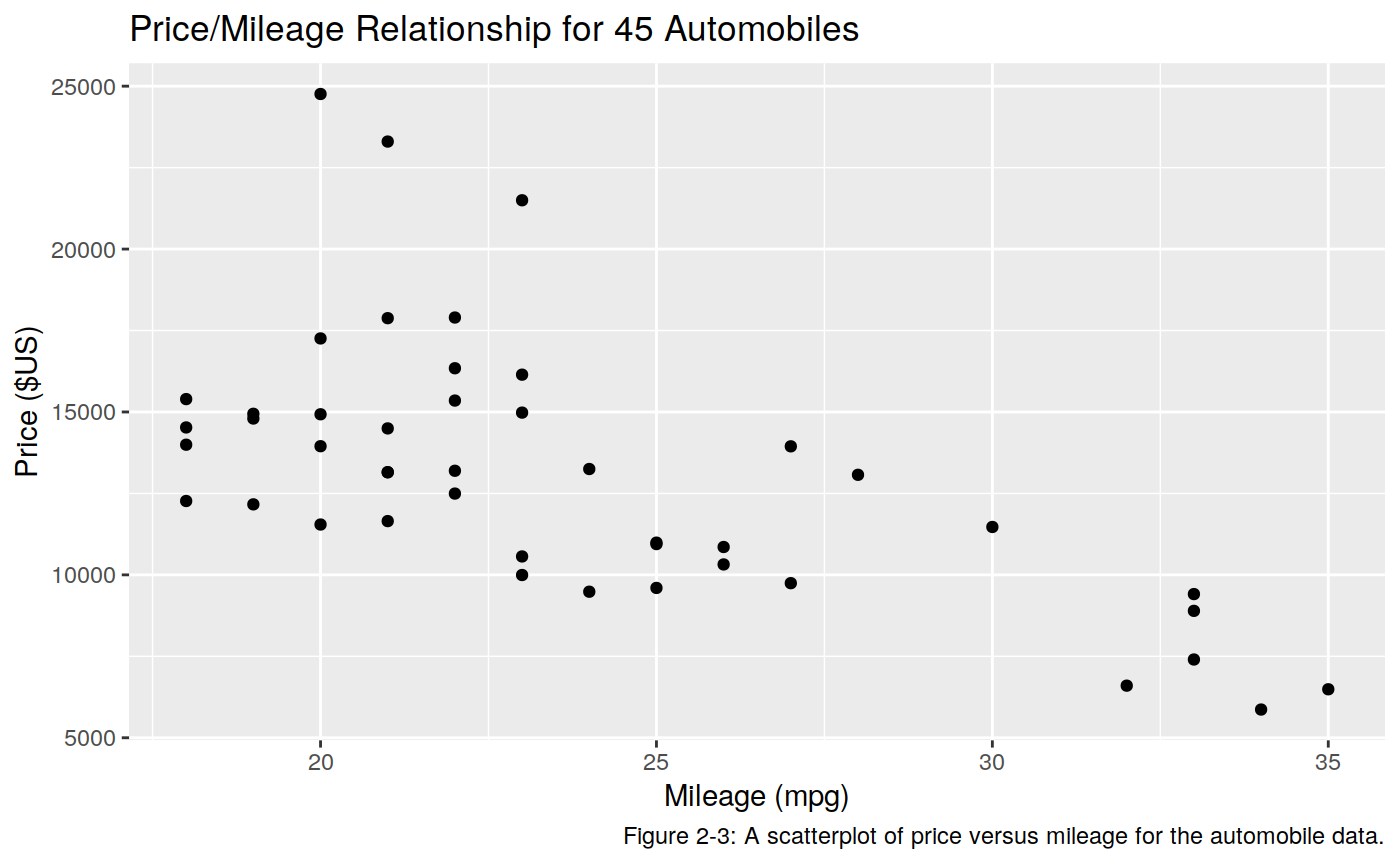 Price/Mileage Relationship for 45 Automobiles
25000
20000
15000
10000
5000
Price ($US)
20 25 30 35
Mileage (mpg)
Figure 2-3: A scatterplot of price versus mileage for the automobile data.